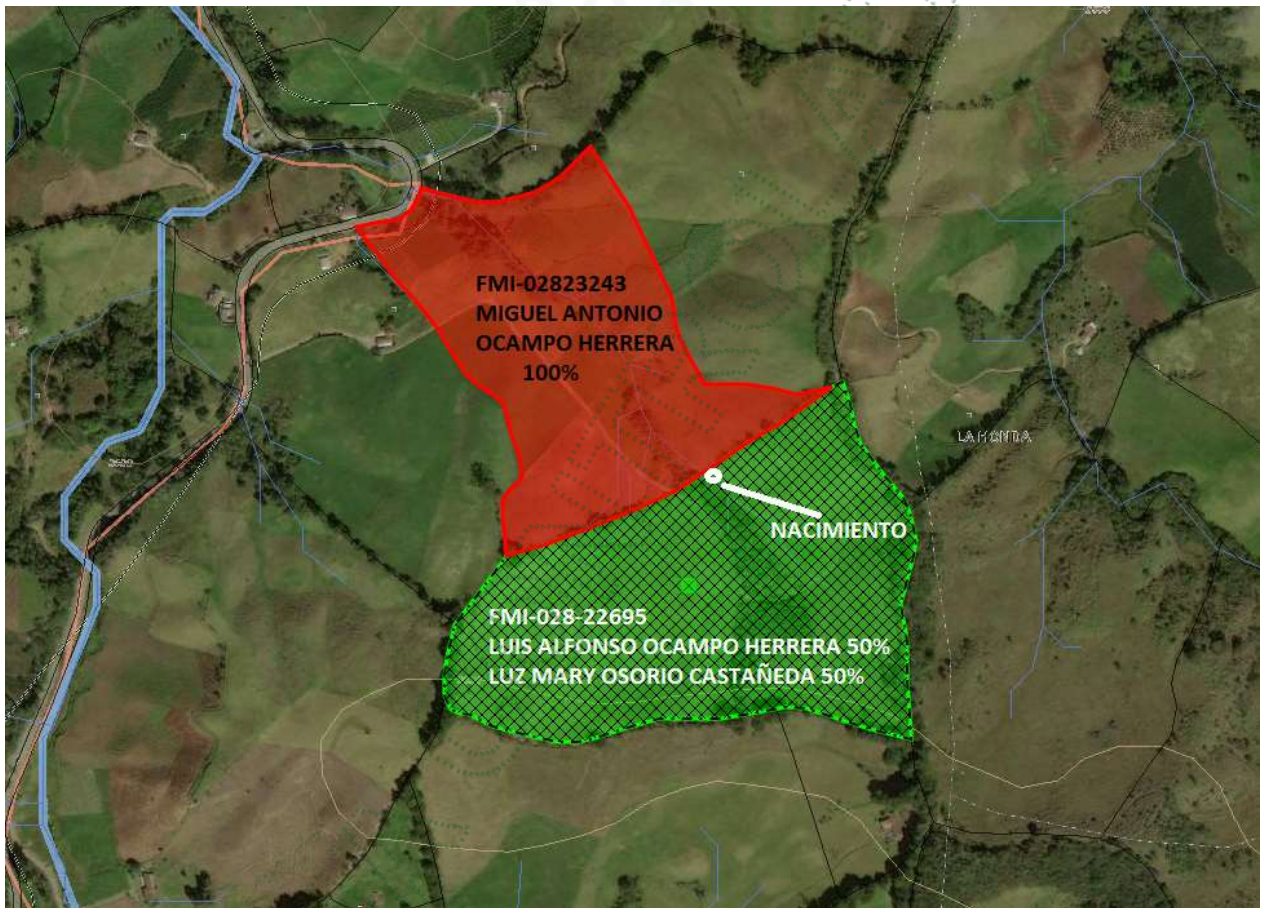 FMI-02823243
MIGUEL ANTONIO
OCAMPO HERRERA
100%
LA HONDA
NACIMIENTO
FMI-028-22695
LUIS ALFONSO OCAMPO HERRERA 50%
LUZ MARY OSORIO CASTAÑEDA 50%